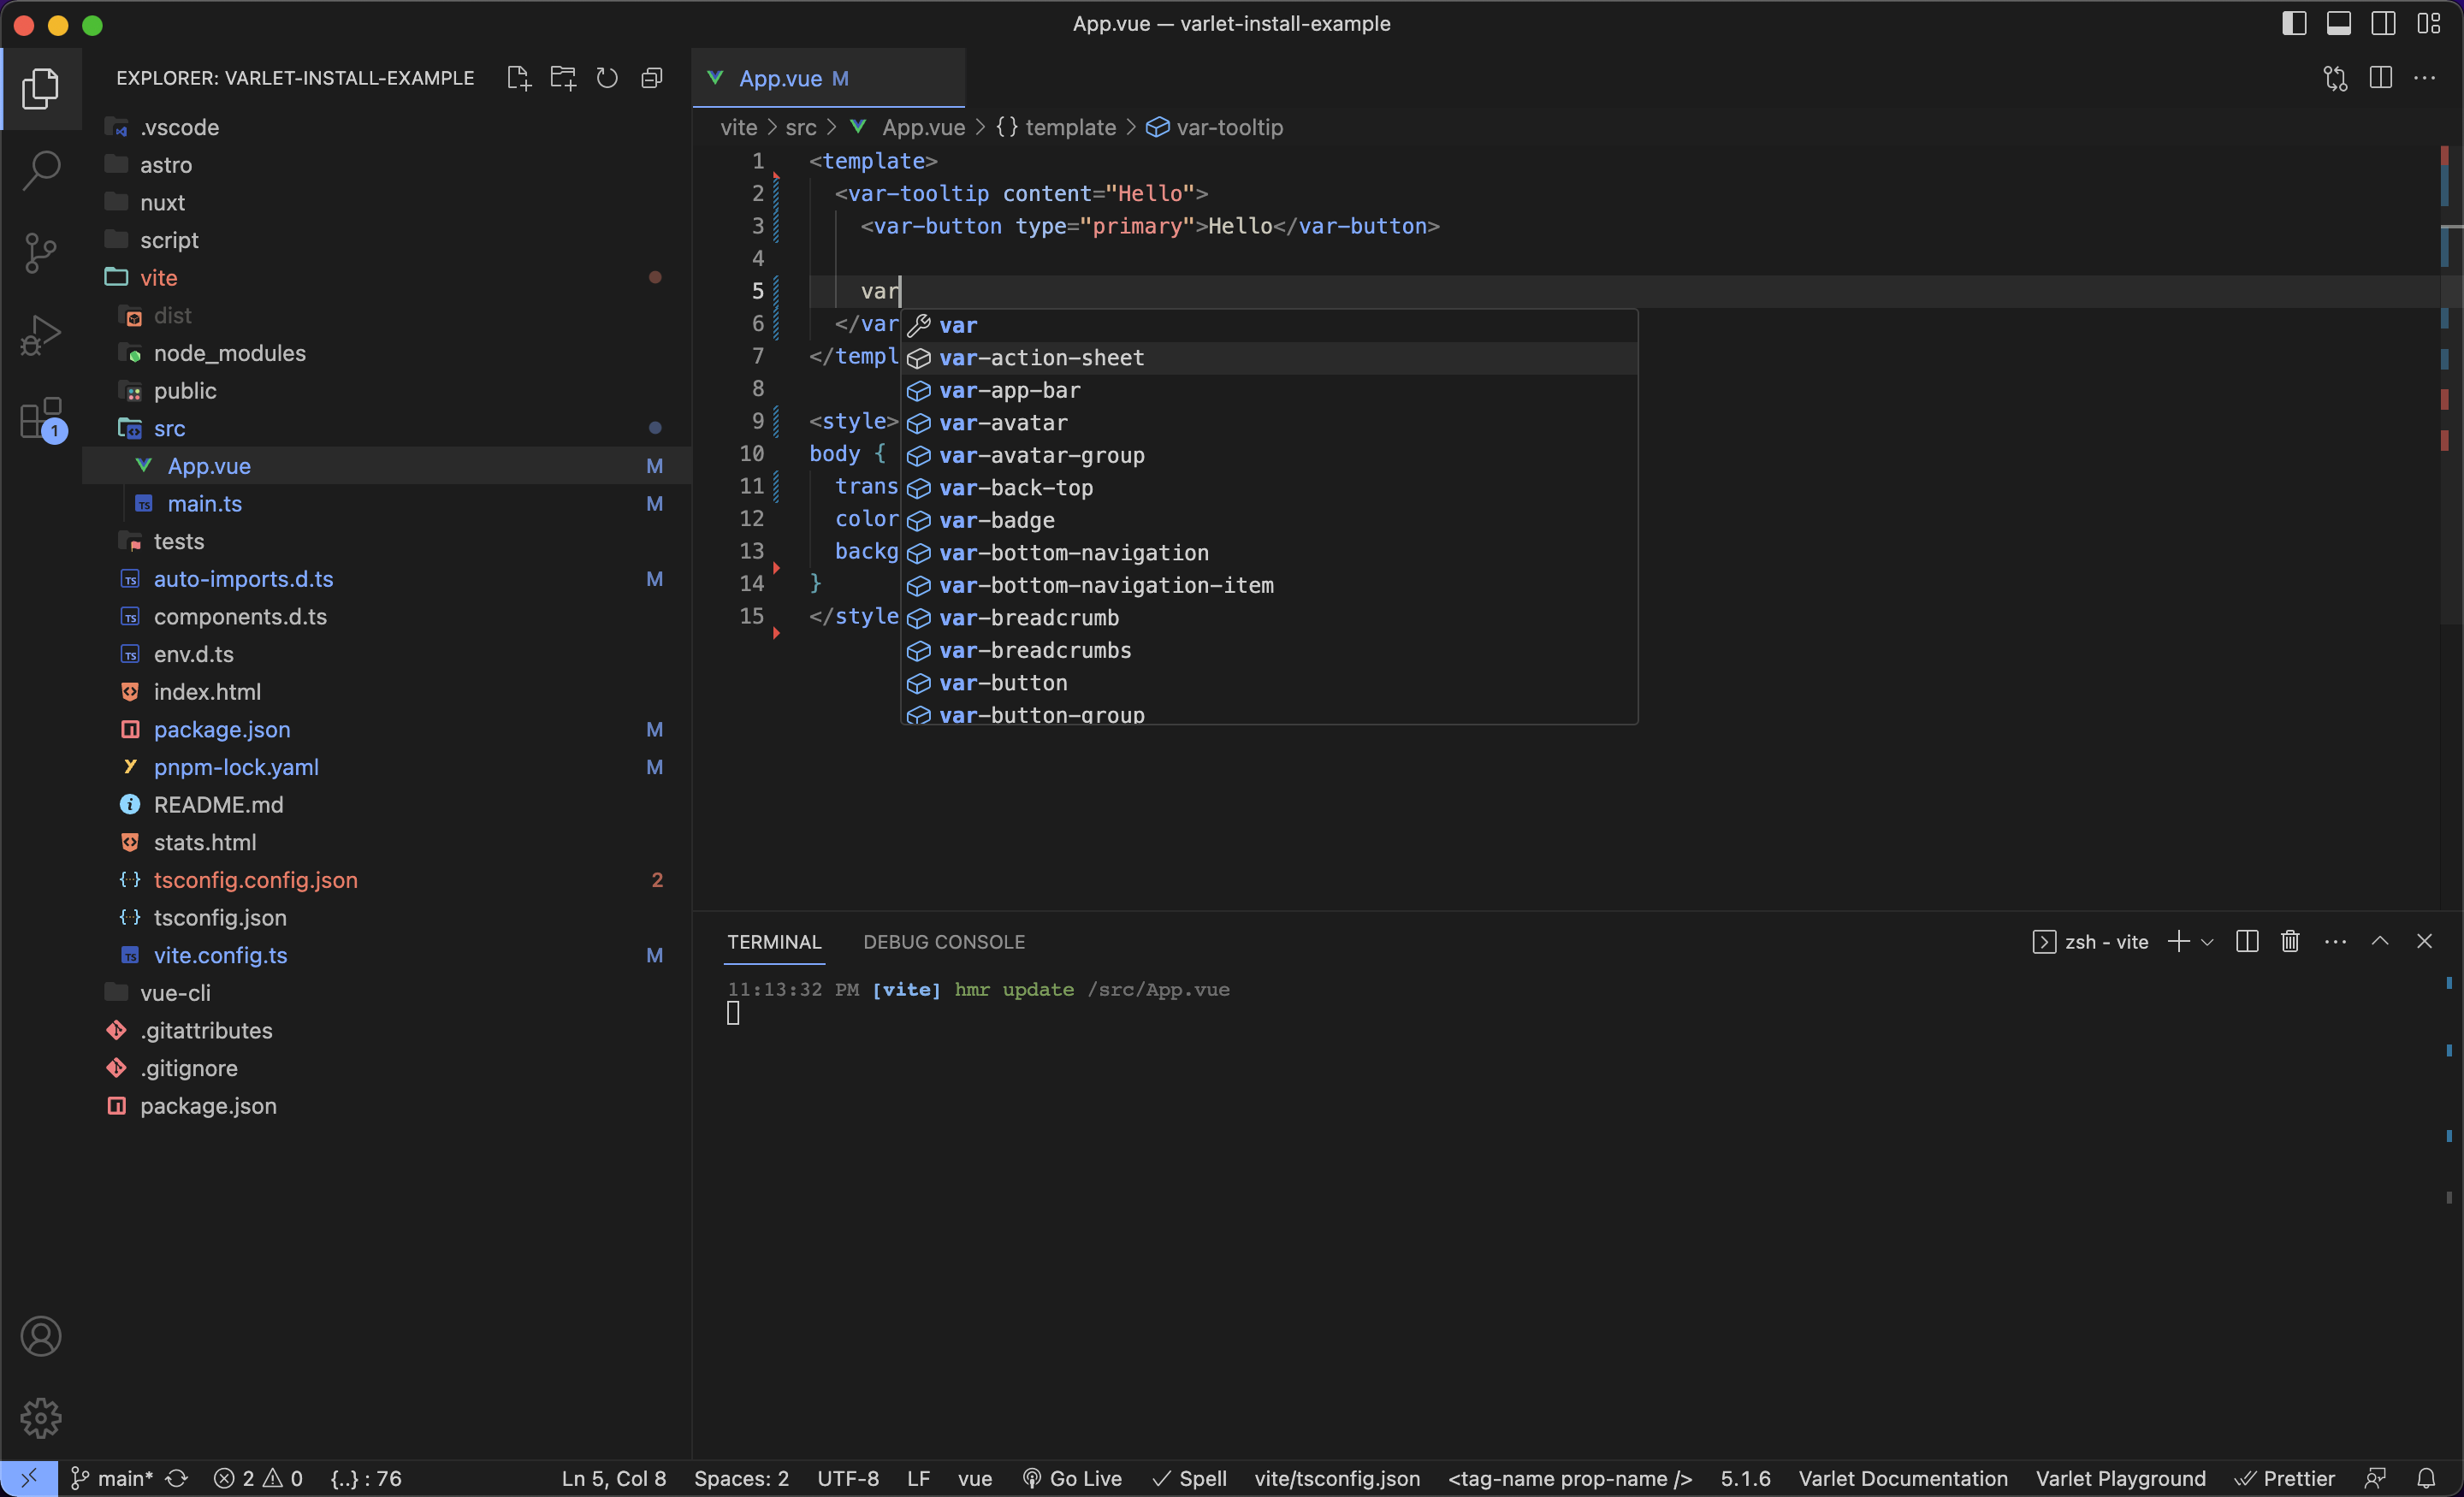 App.vue — varlet-install-example
EXPLORER: VARLET-INSTALL-EXAMPLE
.vscode
astro
nuxt
script
vite
dist
node_modules
public
src
App.vue M
main.ts M
tests
auto-imports.d.ts M
components.d.ts
env.d.ts
index.html
package.json M
pnpm-lock.yaml M
README.md
stats.html
tsconfig.config.json 2
tsconfig.json
vite.config.ts M
vue-cli
.gitattributes
.gitignore
package.json
1
App.vue M
vite > src > App.vue > {} template > var-tooltip
1 <template>
2 <var-tooltip content="Hello">
3 <var-button type="primary">Hello</var-button>
4
5 var
6 </var
7 </templ
8
9 <style>
10 body {
11 trans
12 color
13 backg
14 }
15 </style
var
var-action-sheet
var-app-bar
var-avatar
var-avatar-group
var-back-top
var-badge
var-bottom-navigation
var-bottom-navigation-item
var-breadcrumb
var-breadcrumbs
var-button
var-button-group
TERMINAL DEBUG CONSOLE zsh - vite
11:13:32 PM [vite] hmr update /src/App.vue
main* 2 0 {..} : 76 Ln 5, Col 8 Spaces: 2 UTF-8 LF vue Go Live Spell vite/tsconfig.json <tag-name prop-name /> 5.1.6 Varlet Documentation Varlet Playground Prettier